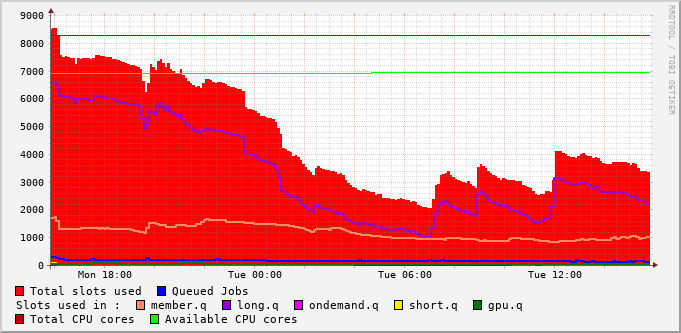 9000
8000
7000
6000
5000
4000
3000
2000
1000
0
Mon 18:00 Tue 00:00 Tue 06:00 Tue 12:00
RRDTOOL / TOBI OETIKER
Total slots used Queued Jobs
Slots used in : member.q long.q ondemand.q short.q gpu.q
Total CPU cores Available CPU cores